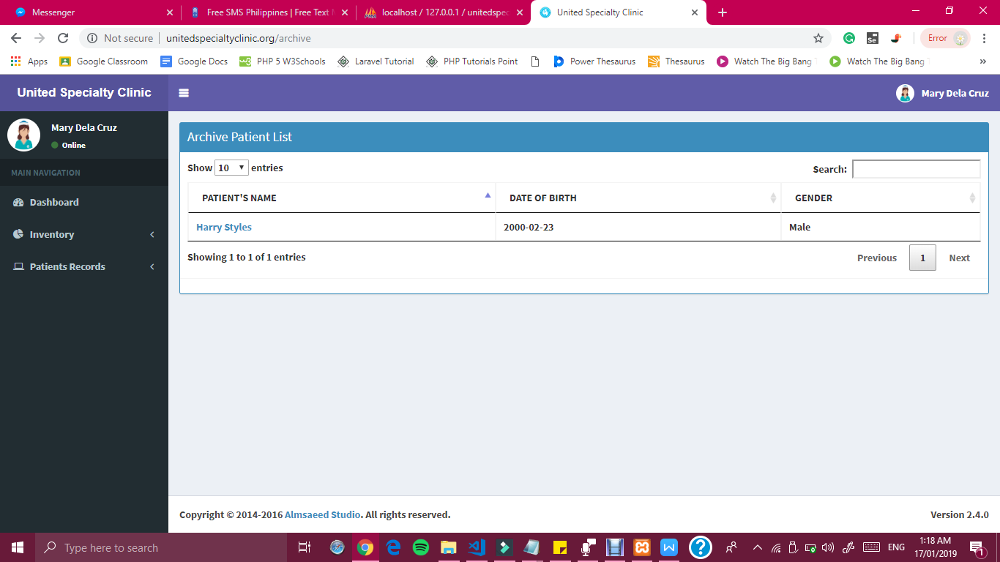 Messenger
Free SMS Philippines | Free Text
localhost / 127.0.0.1 / unitedspec
United Specialty Clinic
Not secure
unitedspecialtyclinic.org/archive
Error
Apps
Google Classroom
Google Docs
PHP 5 W3Schools
Laravel Tutorial
PHP Tutorials Point
Power Thesaurus
Thesaurus
Watch The Big Bang
Watch The Big Bang
United Specialty Clinic
Mary Dela Cruz
Mary Dela Cruz
Online
MAIN NAVIGATION
Dashboard
Inventory
Patients Records
Archive Patient List
Show 10 entries
Search:
PATIENT'S NAME
DATE OF BIRTH
GENDER
Harry Styles
2000-02-23
Male
Showing 1 to 1 of 1 entries
Previous
1
Next
Copyright © 2014-2016 Almsaeed Studio. All rights reserved.
Version 2.4.0
Type here to search
ENG
1:18 AM
17/01/2019
1